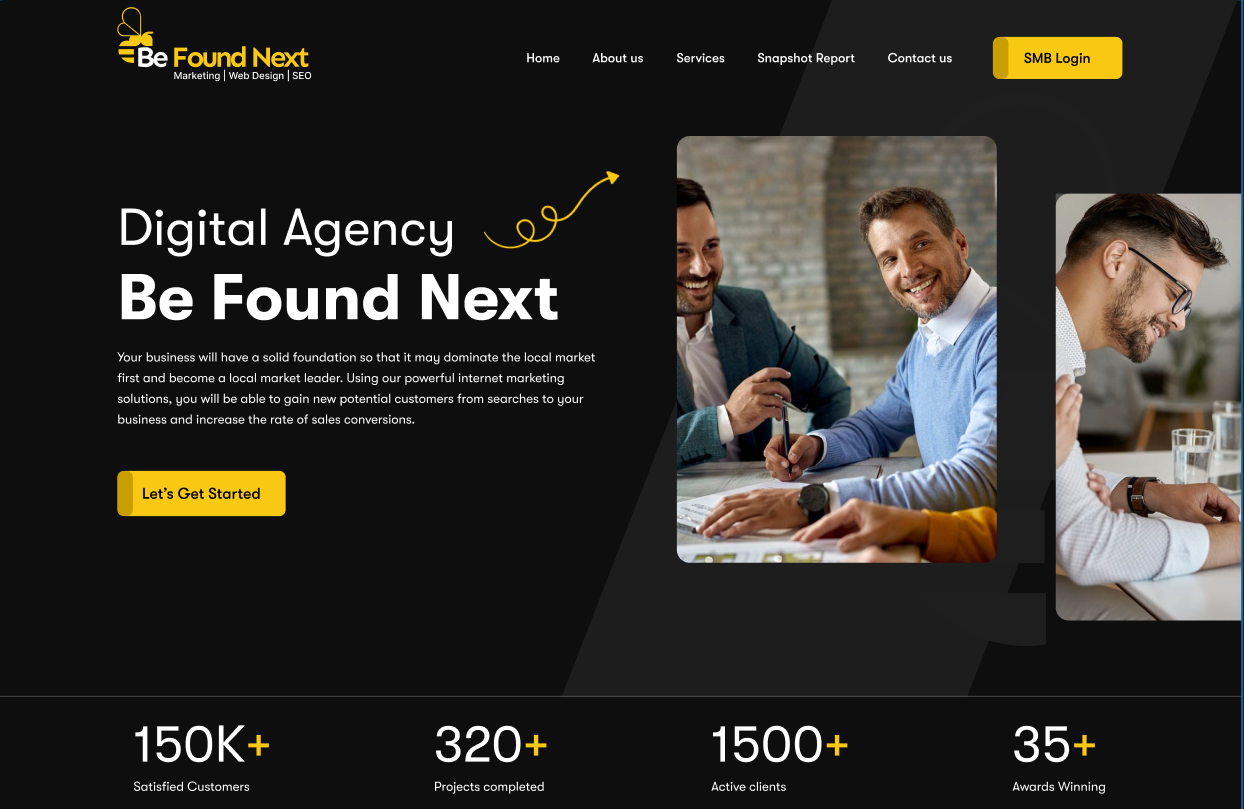 Be Found Next
Marketing | Web Design | SEO
Home
About us
Services
Snapshot Report
Contact us
SMB Login
Digital Agency
Be Found Next
Your business will have a solid foundation so that it may dominate the local market
first and become a local market leader. Using our powerful internet marketing
solutions, you will be able to gain new potential customers from searches to your
business and increase the rate of sales conversions.
Let's Get Started
150K+
Satisfied Customers
320+
Projects completed
1500+
Active clients
35+
Awards Winning